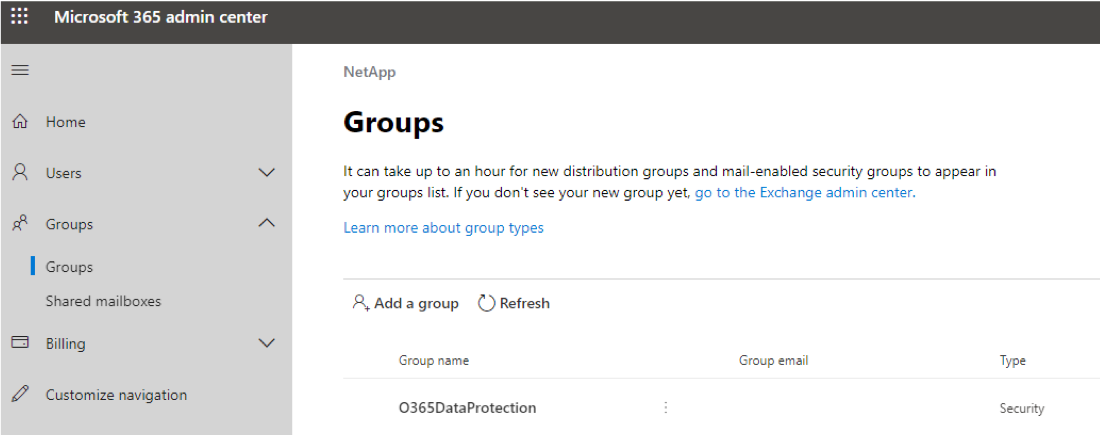 Microsoft 365 admin center
Home
Users
Groups
Groups
Shared mailboxes
Billing
Customize navigation
NetApp
Groups
It can take up to an hour for new distribution groups and mail-enabled security groups to appear in
your groups list. If you don't see your new group yet, go to the Exchange admin center.
Learn more about group types
Add a group Refresh
Group name Group email Type
O365DataProtection Security